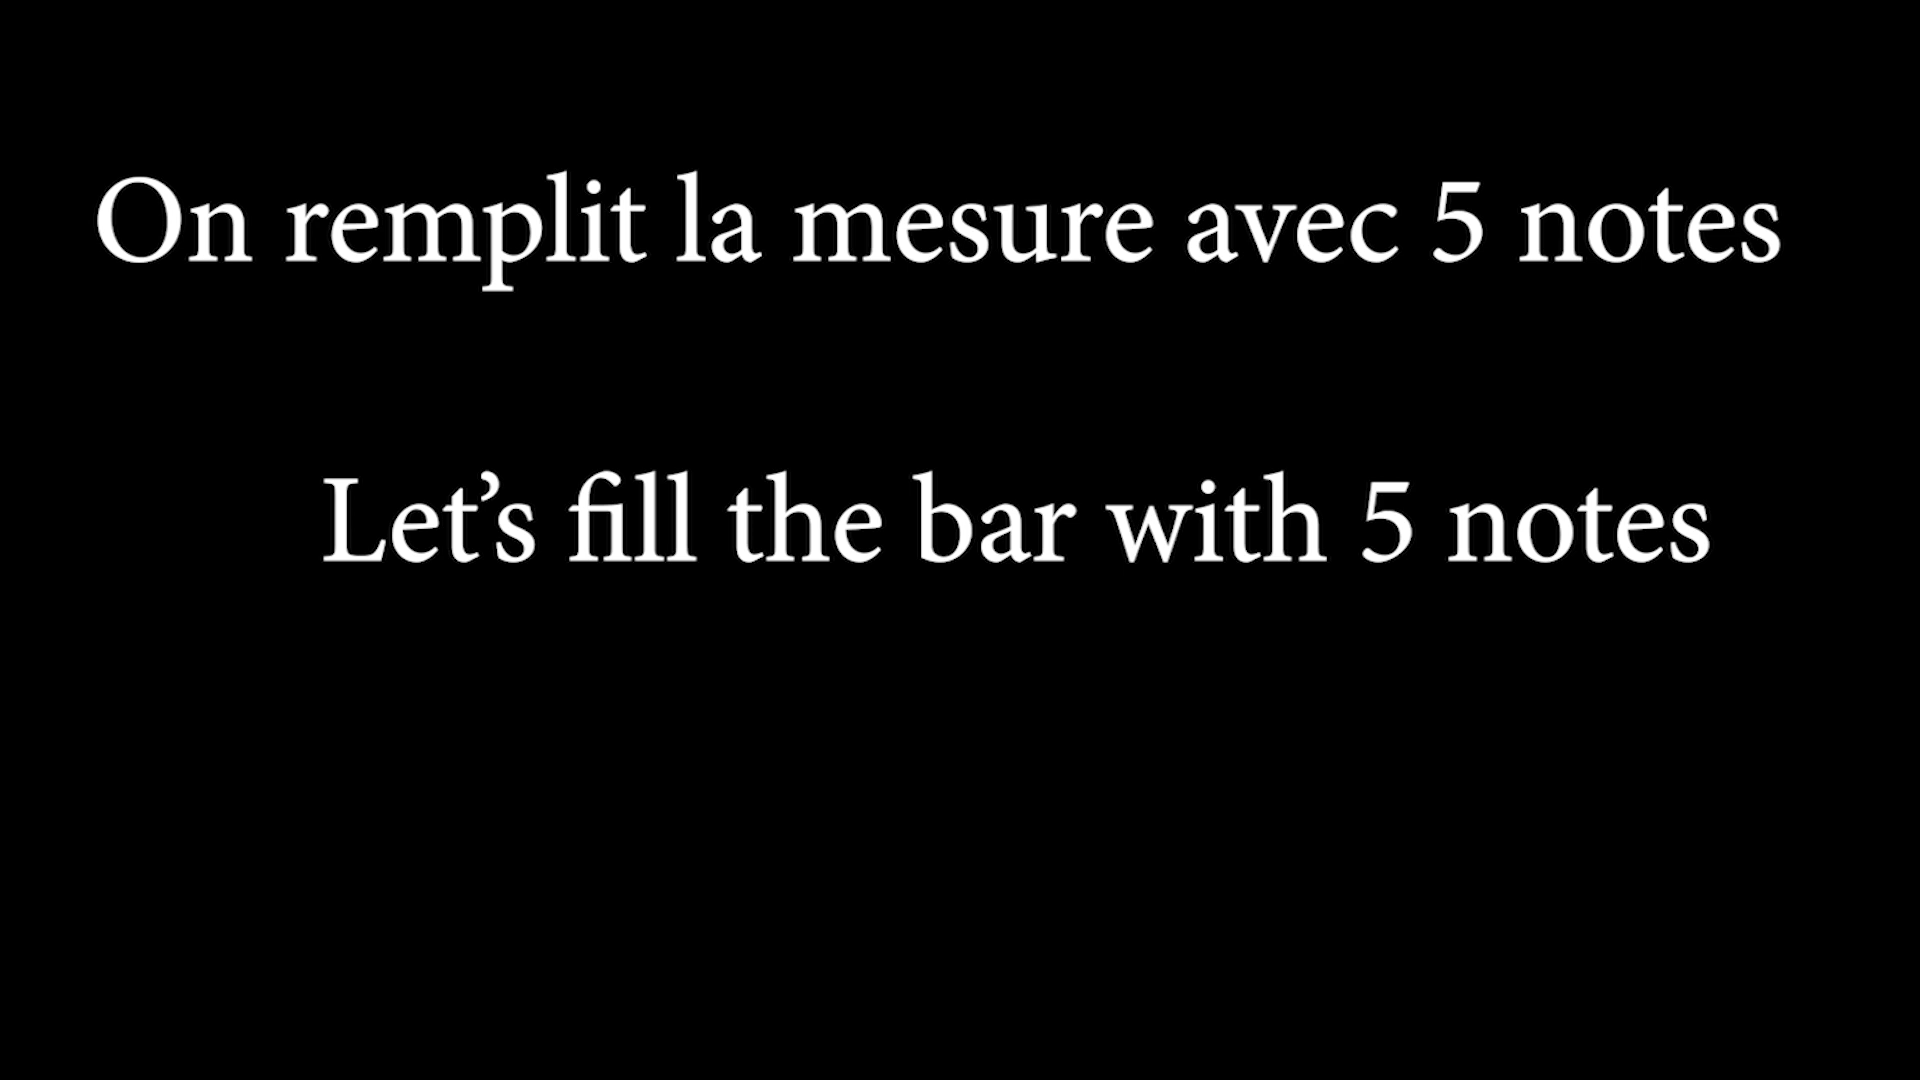 On remplit la mesure avec 5 notes
Let’s fill the bar with 5 notes